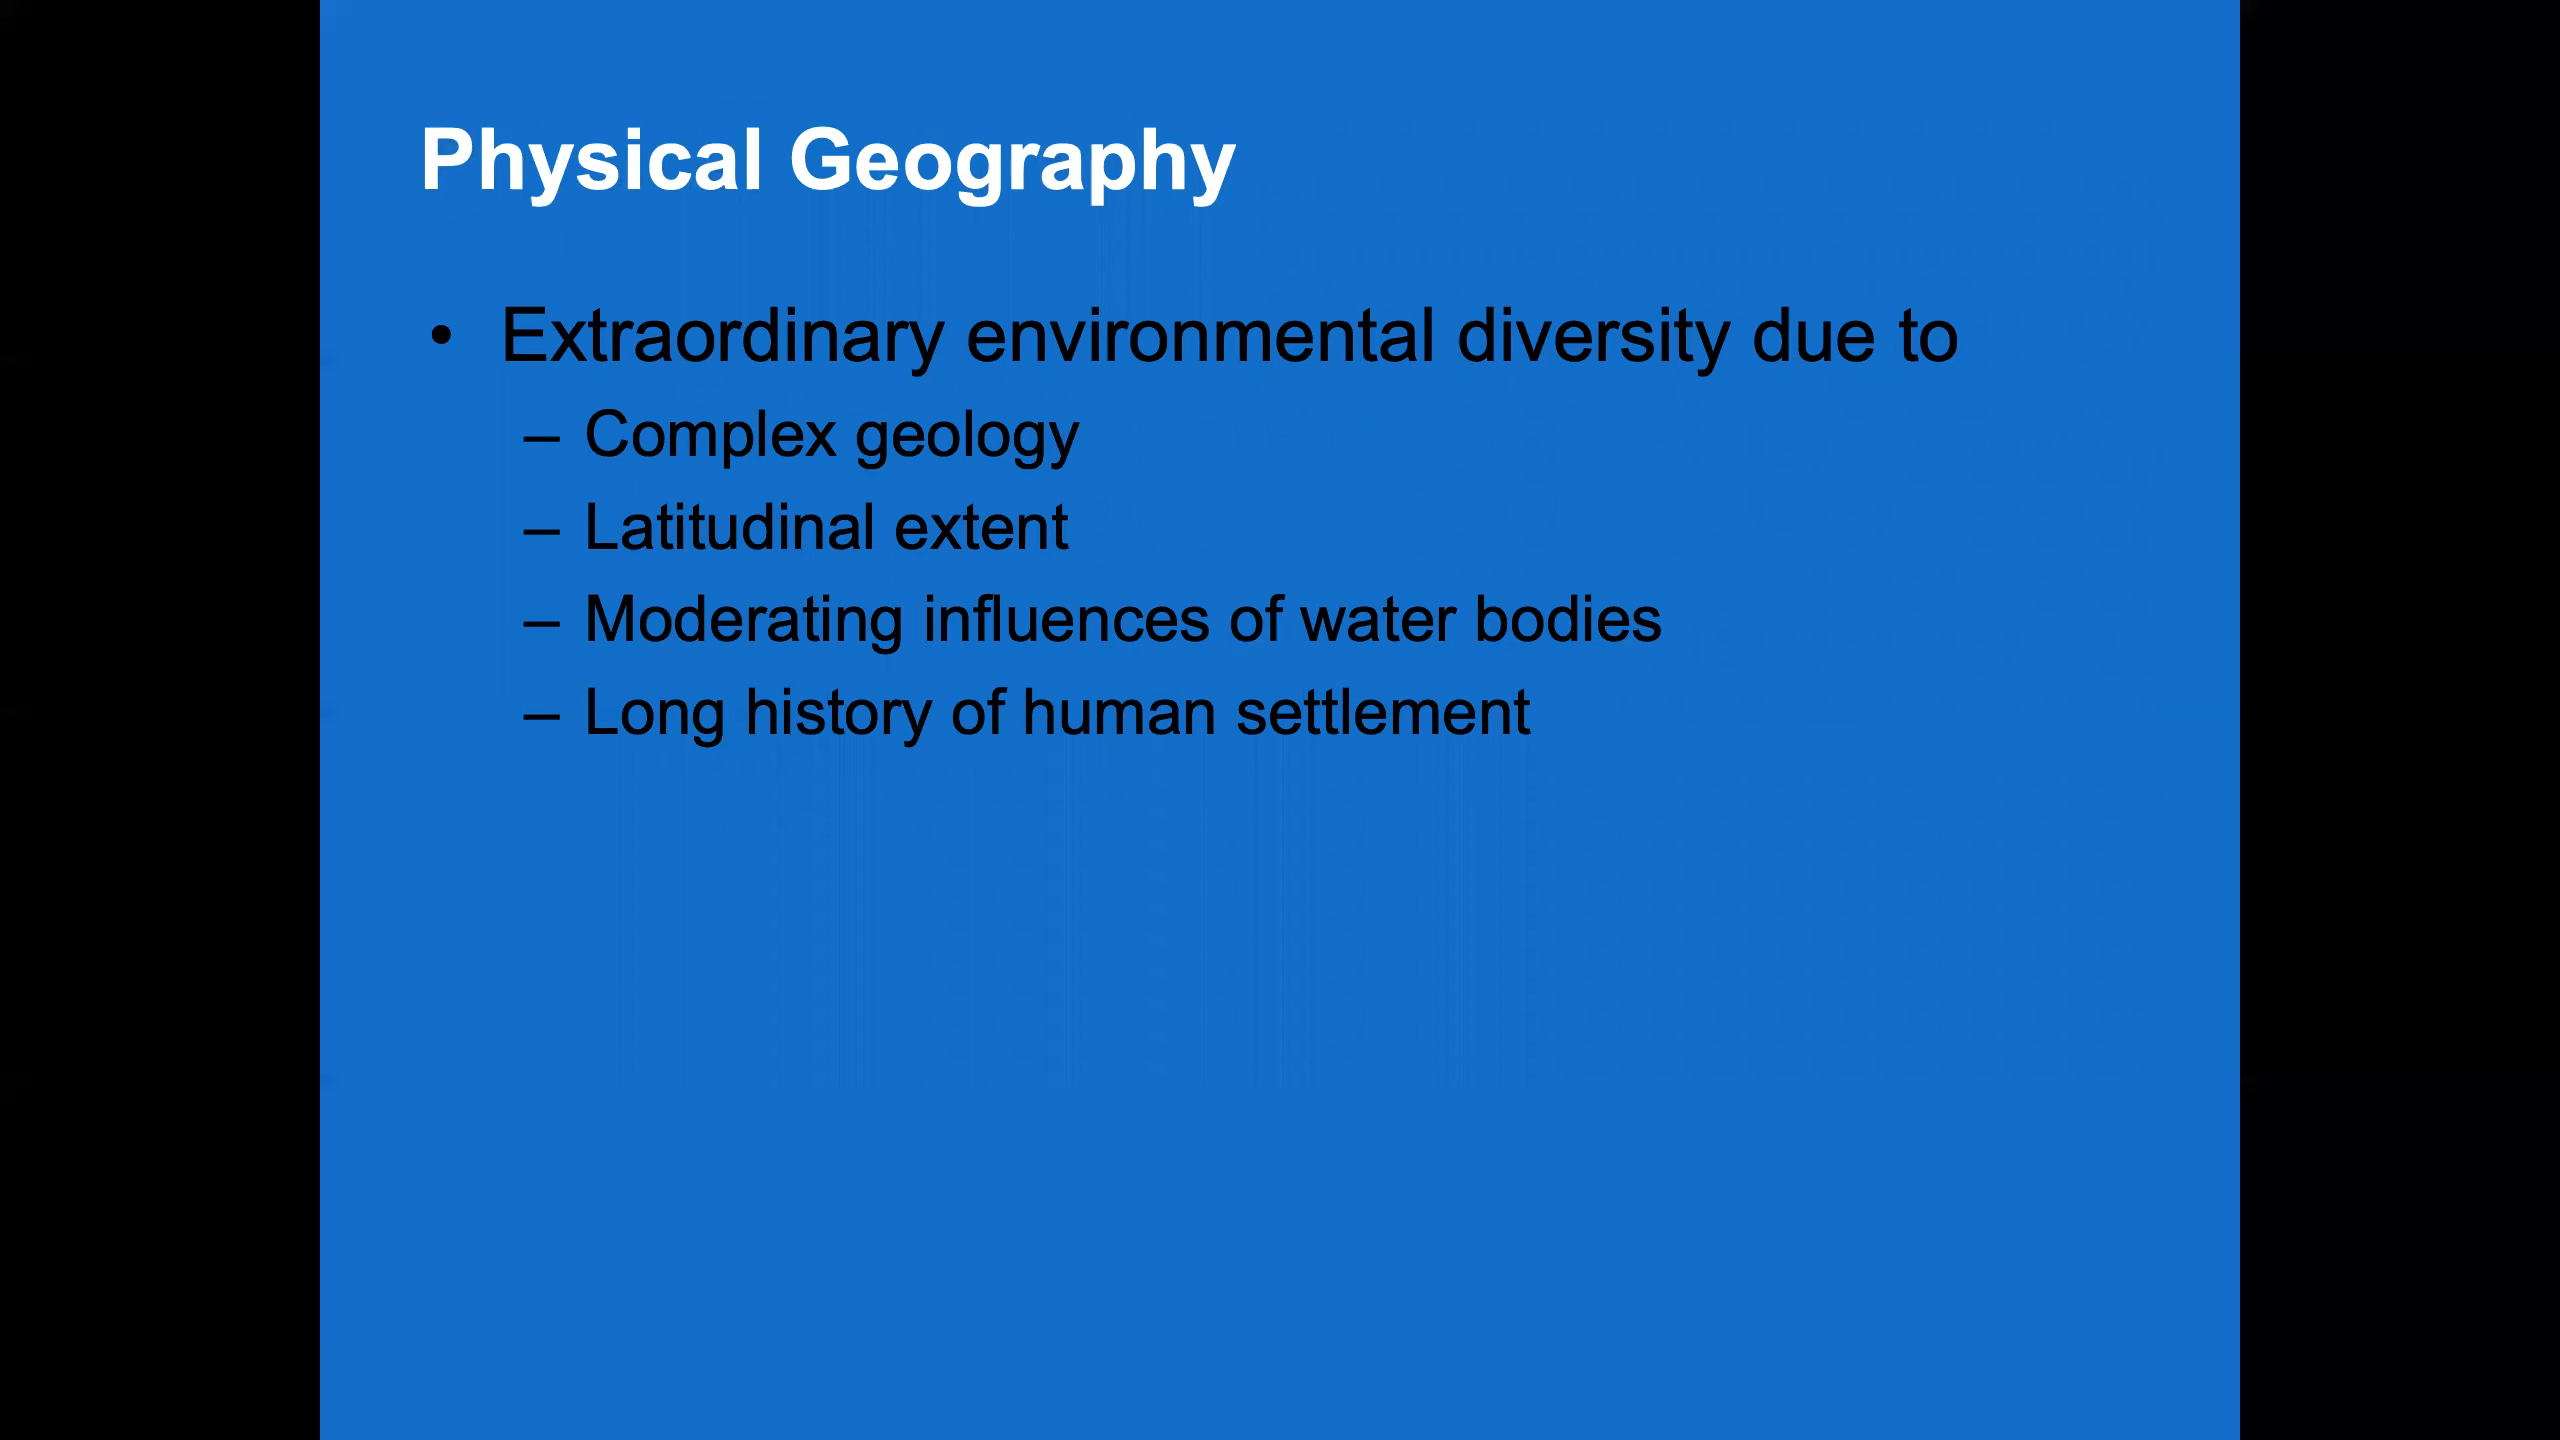 Physical Geography
• Extraordinary environmental diversity due to
– Complex geology
– Latitudinal extent
– Moderating influences of water bodies
– Long history of human settlement